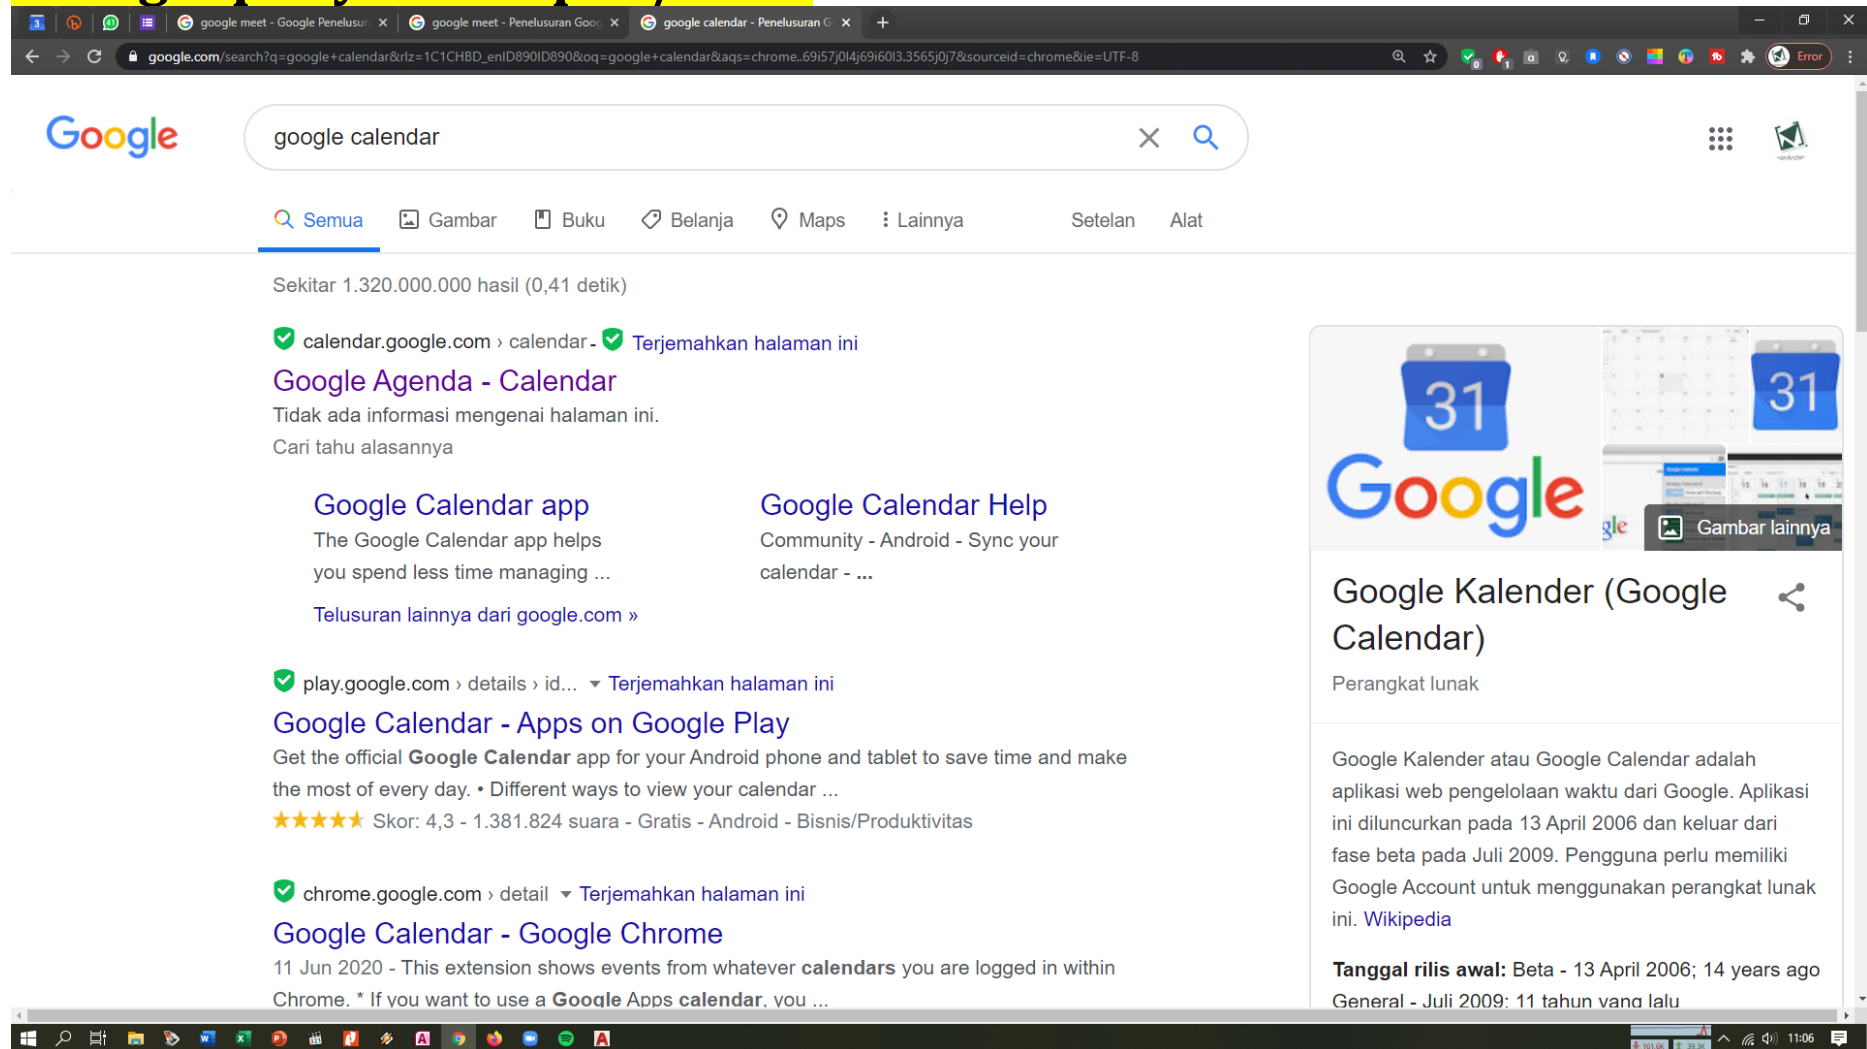 google meet - Google Penelusur
google meet - Penelusuran Goog
google calendar - Penelusuran G
google.com/search?q=google+calendar&rlz=1C1CHBD_enID890ID890&oq=google+calendar&aqs=chrome..69i57j0l4j69i60l3.3565j0j7&sourceid=chrome&ie=UTF-8
Error
Google
google calendar
Semua Gambar Buku Belanja Maps Lainnya Setelan Alat
Sekitar 1.320.000.000 hasil (0,41 detik)
calendar.google.com › calendar - Terjemahkan halaman ini
Google Agenda - Calendar
Tidak ada informasi mengenai halaman ini.
Cari tahu alasannya
Google Calendar app
The Google Calendar app helps
you spend less time managing ...
Google Calendar Help
Community - Android - Sync your
calendar - ...
Telusuran lainnya dari google.com »
play.google.com › details › id... Terjemahkan halaman ini
Google Calendar - Apps on Google Play
Get the official Google Calendar app for your Android phone and tablet to save time and make
the most of every day. • Different ways to view your calendar ...
Skor: 4,3 - 1.381.824 suara - Gratis - Android - Bisnis/Produktivitas
chrome.google.com › detail Terjemahkan halaman ini
Google Calendar - Google Chrome
11 Jun 2020 - This extension shows events from whatever calendars you are logged in within
Chrome. * If you want to use a Google Apps calendar, you ...
31
Google
31
gle
Gambar lainnya
Google Kalender (Google
Calendar)
Perangkat lunak
Google Kalender atau Google Calendar adalah
aplikasi web pengelolaan waktu dari Google. Aplikasi
ini diluncurkan pada 13 April 2006 dan keluar dari
fase beta pada Juli 2009. Pengguna perlu memiliki
Google Account untuk menggunakan perangkat lunak
ini. Wikipedia
Tanggal rilis awal: Beta - 13 April 2006; 14 years ago
General - Juli 2009; 11 tahun yang lalu
161.6K 39.3K
11:06